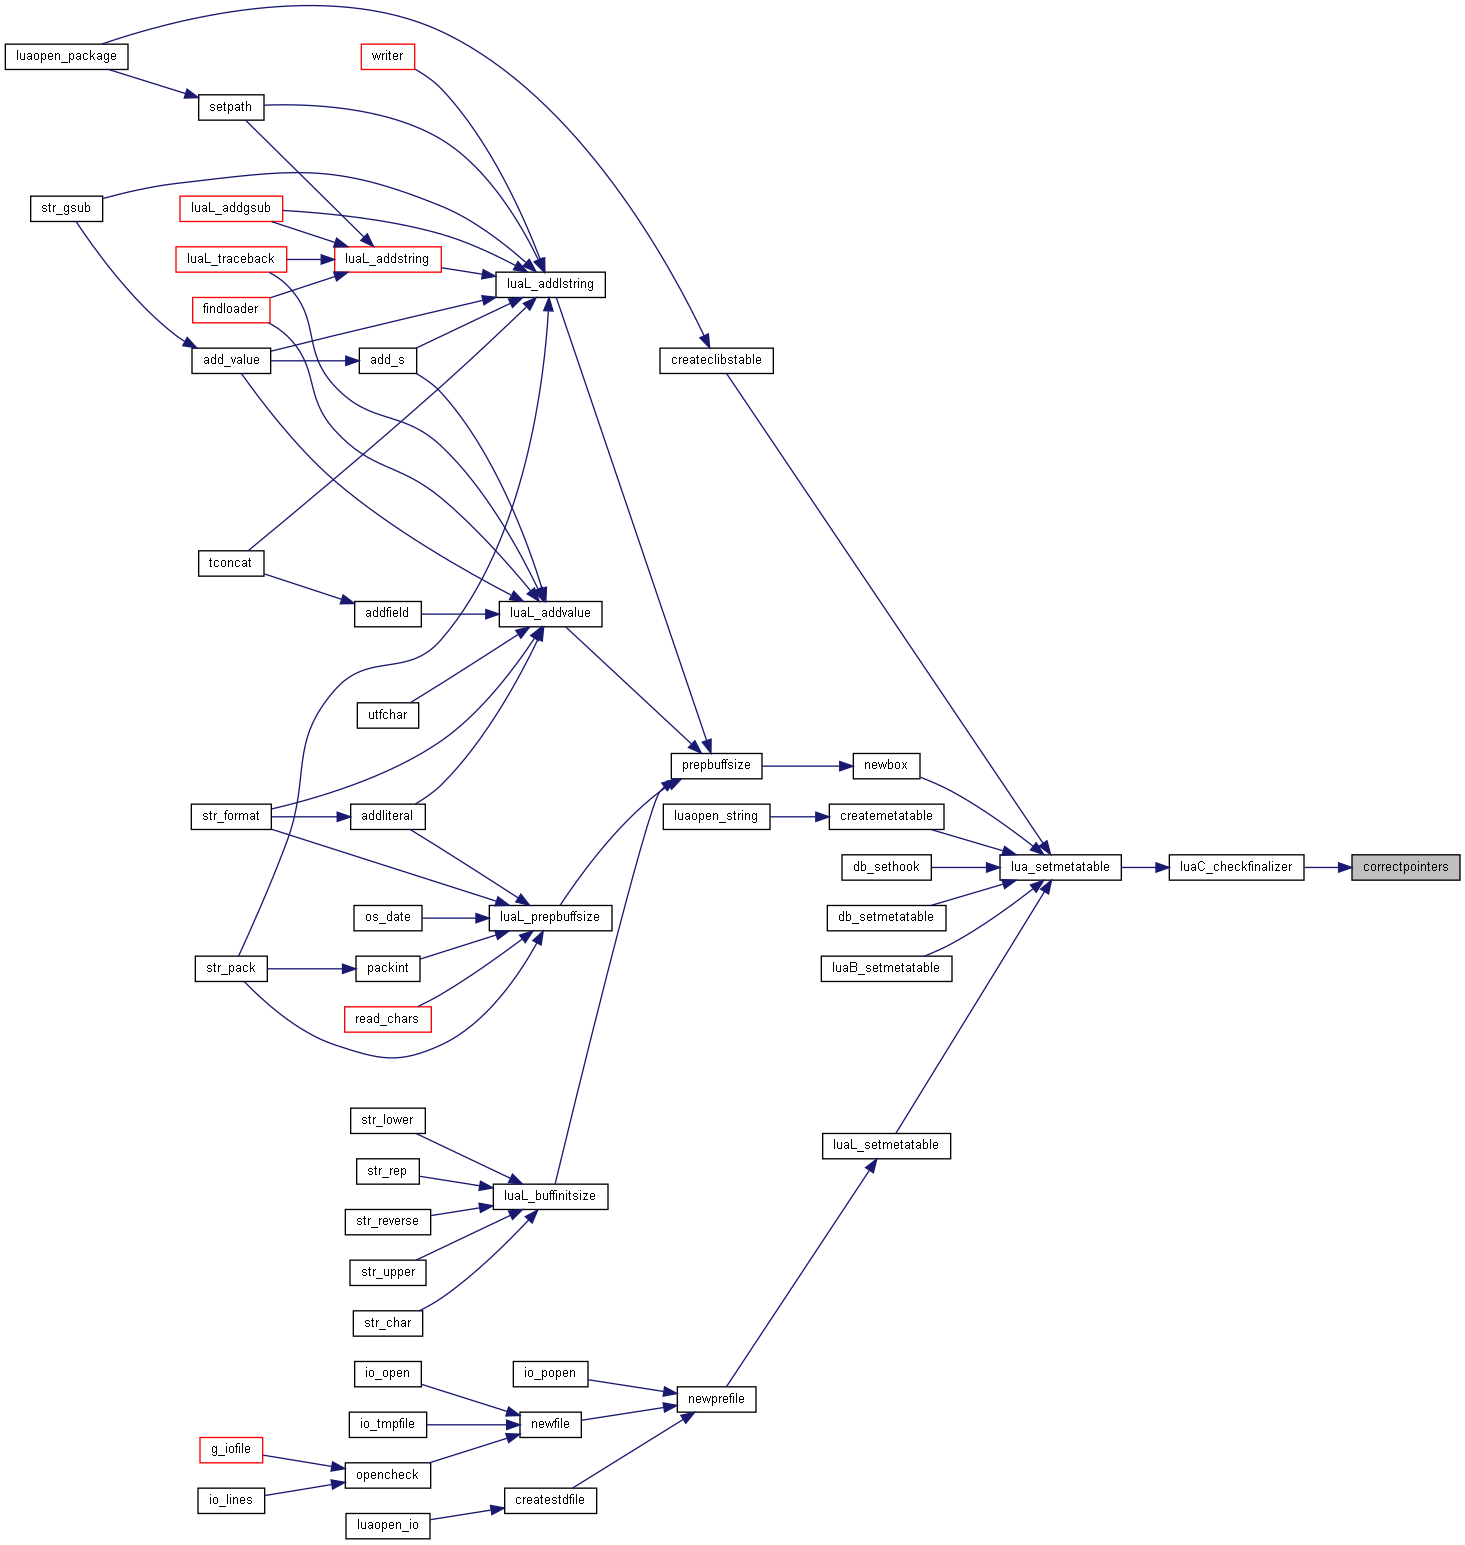 luaopen_package
writer
setpath
str_gsub
luaL_addgsub
luaL_traceback
luaL_addstring
luaL_addlstring
findloader
add_value
add_s
createclibstable
tconcat
addfield
luaL_addvalue
utfchar
prepbuffsize
newbox
str_format
addliteral
luaopen_string
createmetatable
db_sethook
lua_setmetatable
luaC_checkfinalizer
correctpointers
os_date
luaL_prepbuffsize
db_setmetatable
str_pack
packint
luaB_setmetatable
read_chars
str_lower
luaL_setmetatable
str_rep
luaL_buffinitsize
str_reverse
str_upper
str_char
io_open
io_popen
newprefile
io_tmpfile
newfile
g_iofile
opencheck
io_lines
createstdfile
luaopen_io